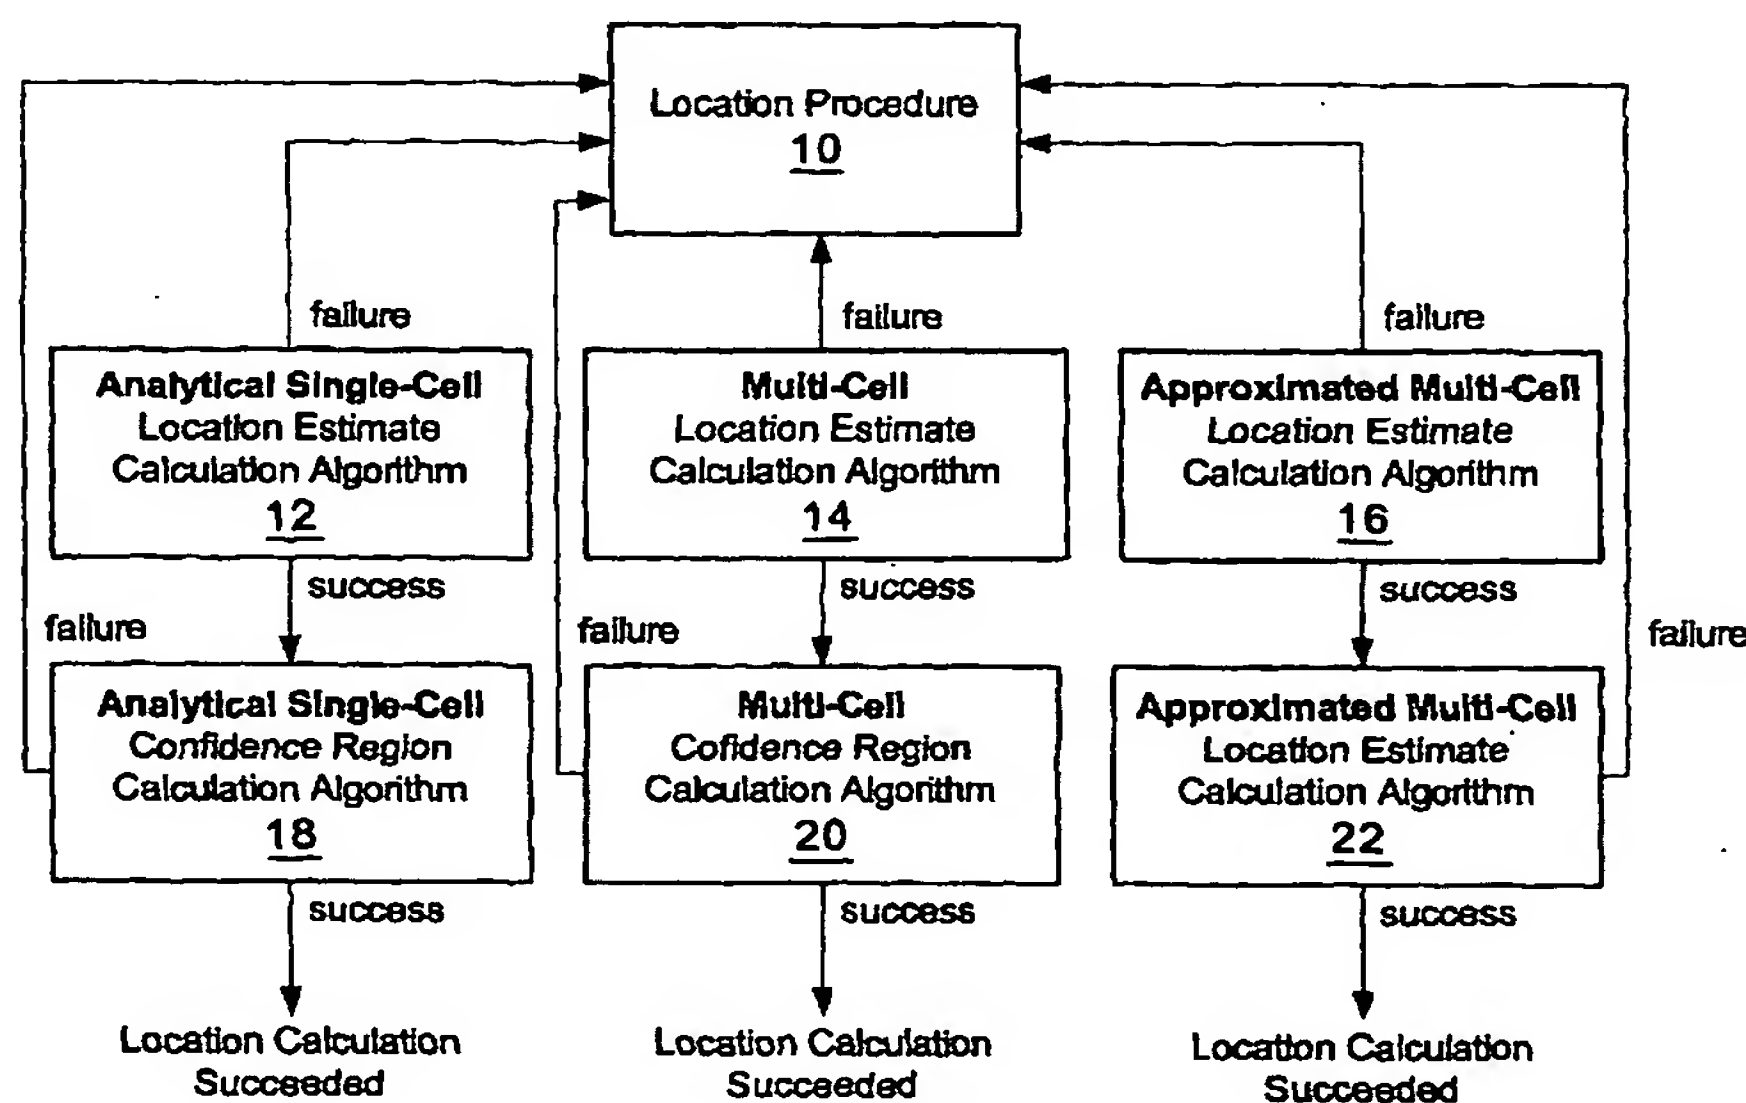 Location Procedure
10
failure
failure
failure
Analytical Single-Cell
Location Estimate
Calculation Algorithm
12
Multi-Cell
Location Estimate
Calculation Algorithm
14
Approximated Multi-Cell
Location Estimate
Calculation Algorithm
16
success
success
success
failure
failure
failure
Analytical Single-Cell
Confidence Region
Calculation Algorithm
18
Multi-Cell
Cofidence Region
Calculation Algorithm
20
Approximated Multi-Cell
Location Estimate
Calculation Algorithm
22
success
success
success
Location Calculation
Succeeded
Location Calculation
Succeeded
Location Calculation
Succeeded